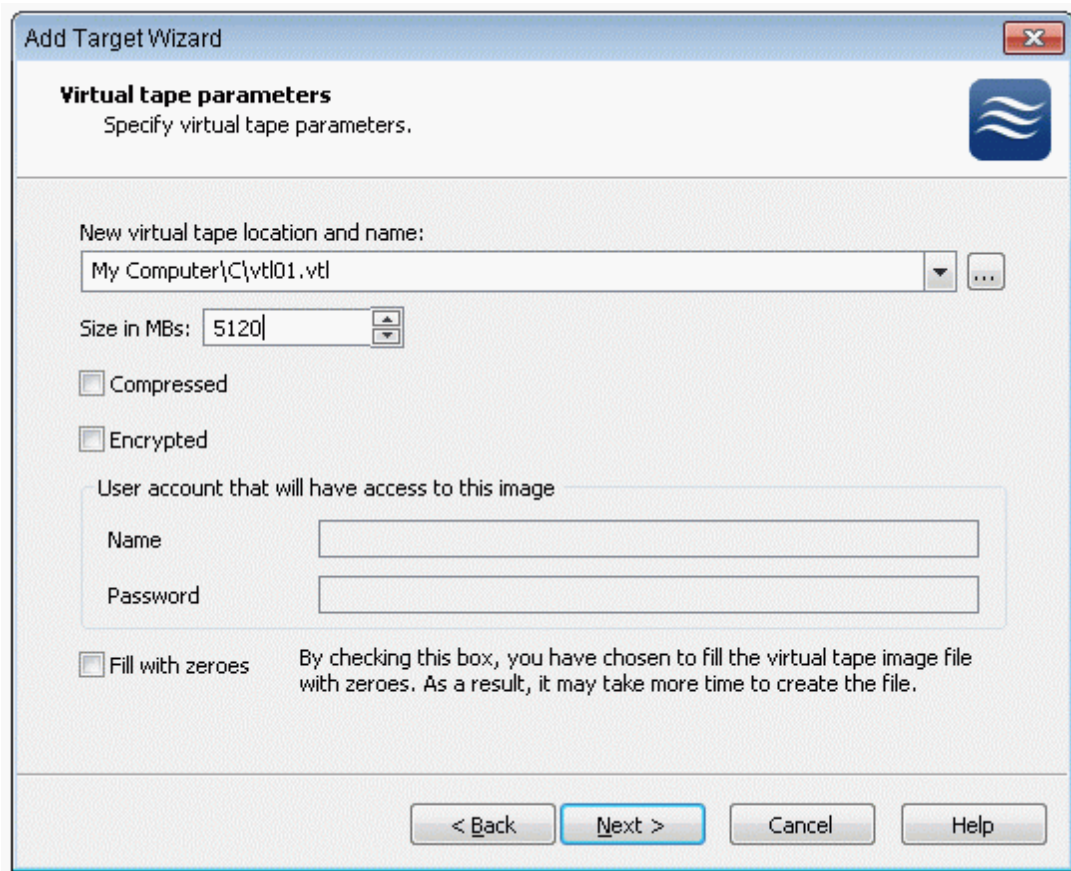 Add Target Wizard
Virtual tape parameters
Specify virtual tape parameters.
New virtual tape location and name:
My Computer\C\vtl01.vtl
...
Size in MBs: 5120
Compressed
Encrypted
User account that will have access to this image
Name
Password
Fill with zeroes
By checking this box, you have chosen to fill the virtual tape image file
with zeroes. As a result, it may take more time to create the file.
< Back
Next >
Cancel
Help